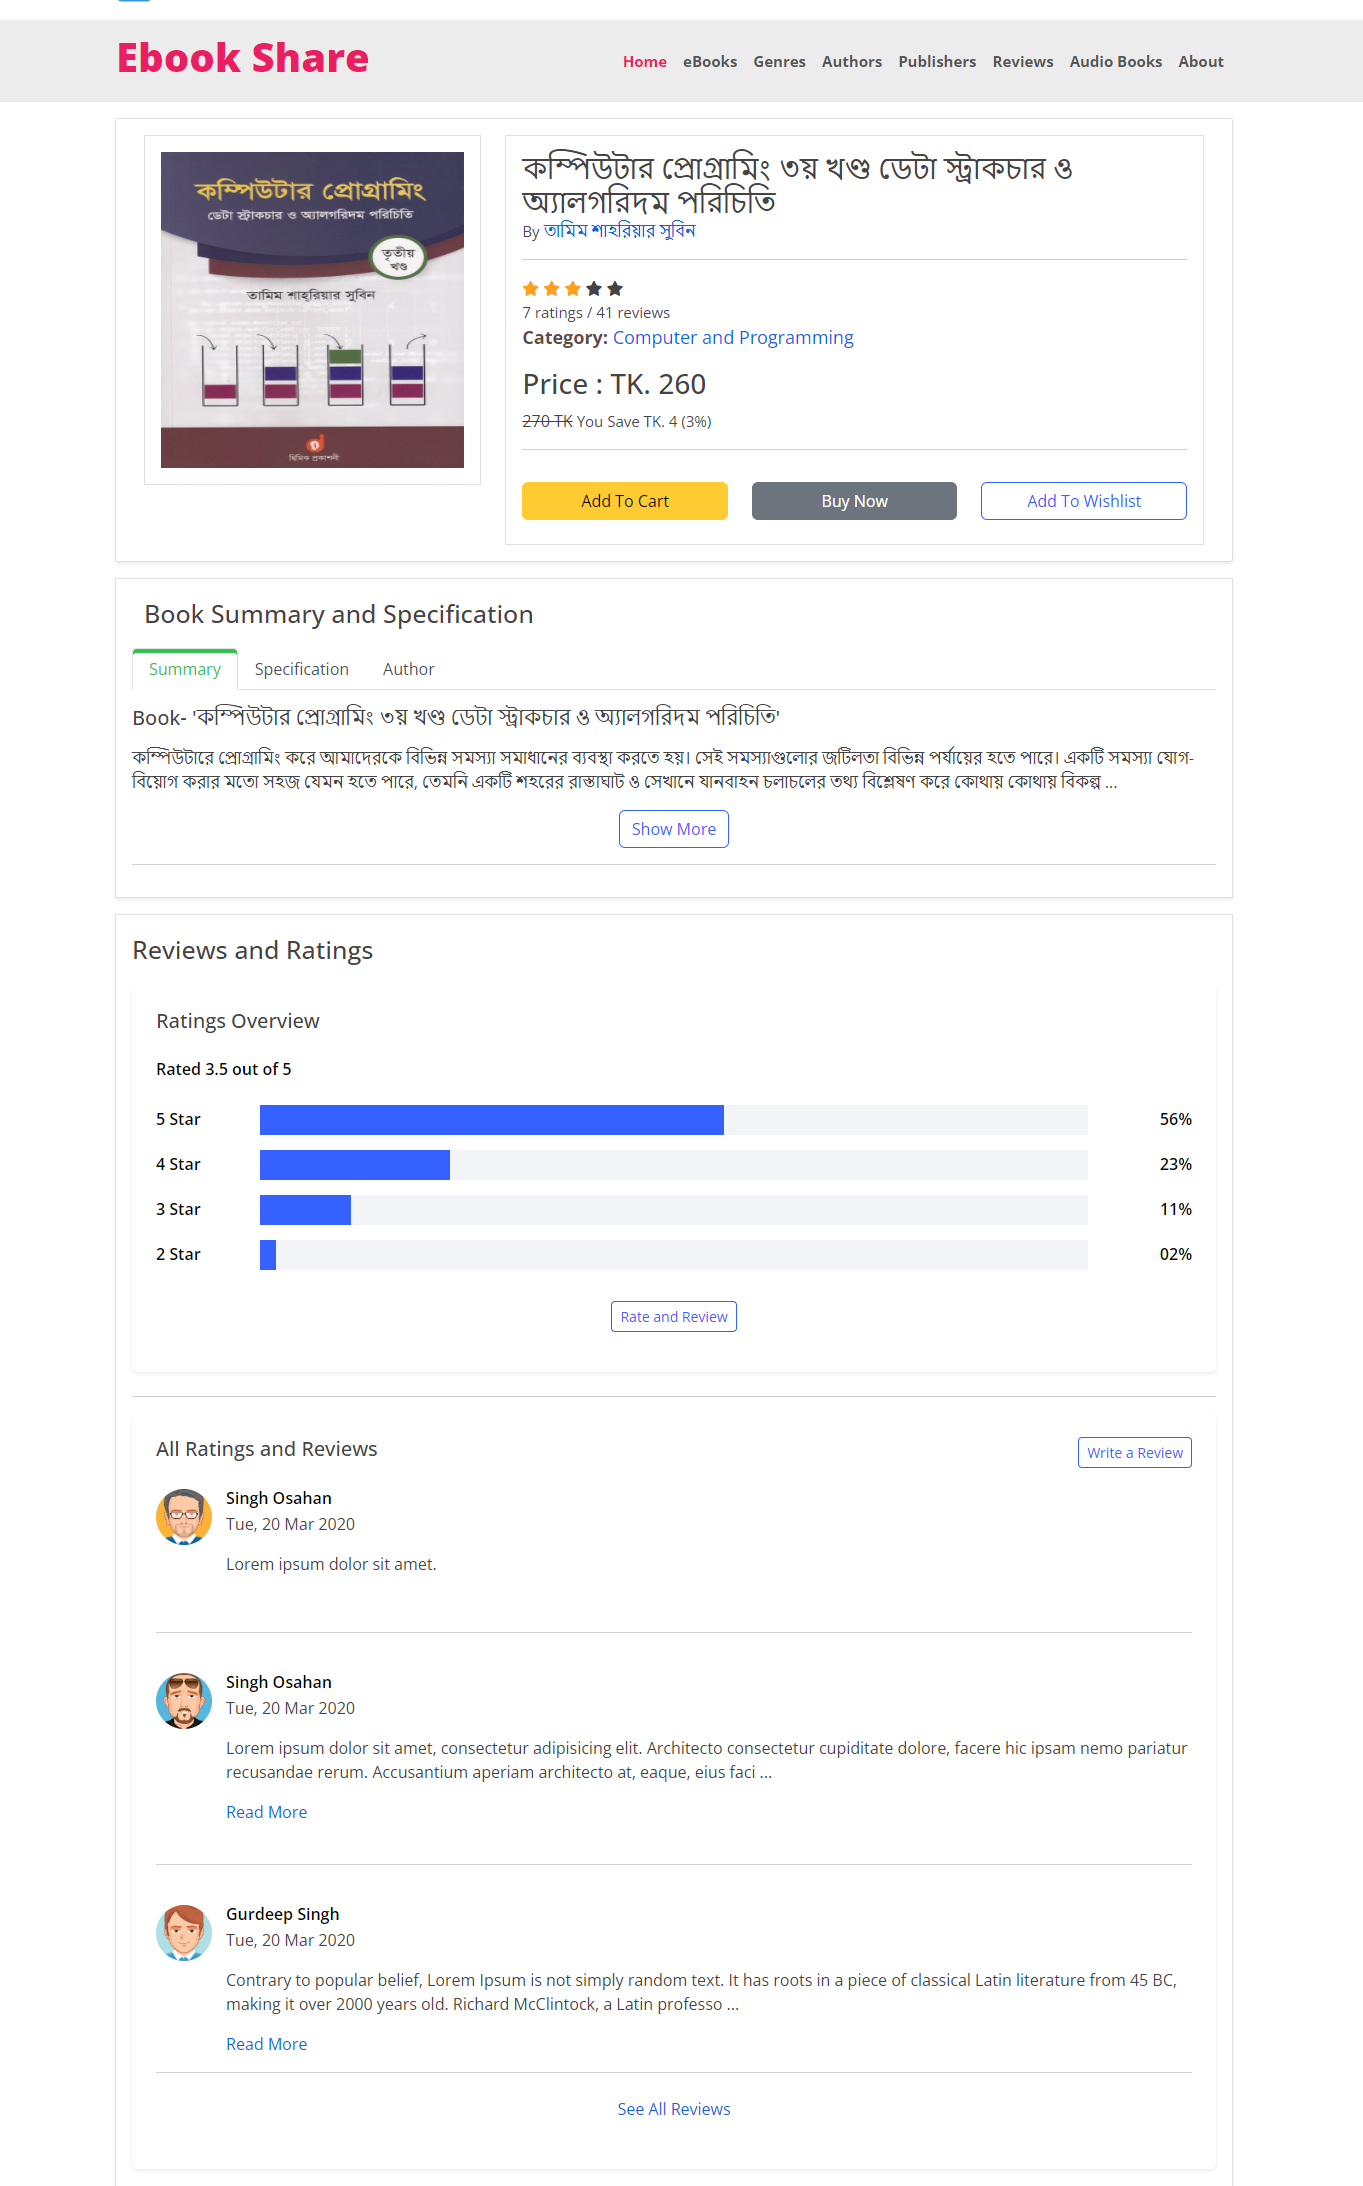 Ebook Share
Home eBooks Genres Authors Publishers Reviews Audio Books About
কম্পিউটার প্রোগ্রামিং
ডেটা স্ট্রাকচার ও অ্যালগরিদম পরিচিতি
তৃতীয়
খণ্ড
তামিম শাহ্‌রিয়ার সুবিন
দ্বিমিক প্রকাশনী
কম্পিউটার প্রোগ্রামিং ৩য় খণ্ড ডেটা স্ট্রাকচার ও
অ্যালগরিদম পরিচিতি
By তামিম শাহরিয়ার সুবিন
7 ratings / 41 reviews
Category: Computer and Programming
Price : TK. 260
270 TK You Save TK. 4 (3%)
Add To Cart
Buy Now
Add To Wishlist
Book Summary and Specification
Summary Specification Author
Book- 'কম্পিউটার প্রোগ্রামিং ৩য় খণ্ড ডেটা স্ট্রাকচার ও অ্যালগরিদম পরিচিতি'
কম্পিউটারে প্রোগ্রামিং করে আমাদেরকে বিভিন্ন সমস্যা সমাধানের ব্যবস্থা করতে হয়। সেই সমস্যাগুলোর জটিলতা বিভিন্ন পর্যায়ের হতে পারে। একটি সমস্যা যোগ-
বিয়োগ করার মতো সহজ যেমন হতে পারে, তেমনি একটি শহরের রাস্তাঘাট ও সেখানে যানবাহন চলাচলের তথ্য বিশ্লেষণ করে কোথায় কোথায় বিকল্প ...
Show More
Reviews and Ratings
Ratings Overview
Rated 3.5 out of 5
5 Star 56%
4 Star 23%
3 Star 11%
2 Star 02%
Rate and Review
All Ratings and Reviews
Write a Review
Singh Osahan
Tue, 20 Mar 2020
Lorem ipsum dolor sit amet.
Singh Osahan
Tue, 20 Mar 2020
Lorem ipsum dolor sit amet, consectetur adipisicing elit. Architecto consectetur cupiditate dolore, facere hic ipsam nemo pariatur
recusandae rerum. Accusantium aperiam architecto at, eaque, eius faci ...
Read More
Gurdeep Singh
Tue, 20 Mar 2020
Contrary to popular belief, Lorem Ipsum is not simply random text. It has roots in a piece of classical Latin literature from 45 BC,
making it over 2000 years old. Richard McClintock, a Latin professo ...
Read More
See All Reviews